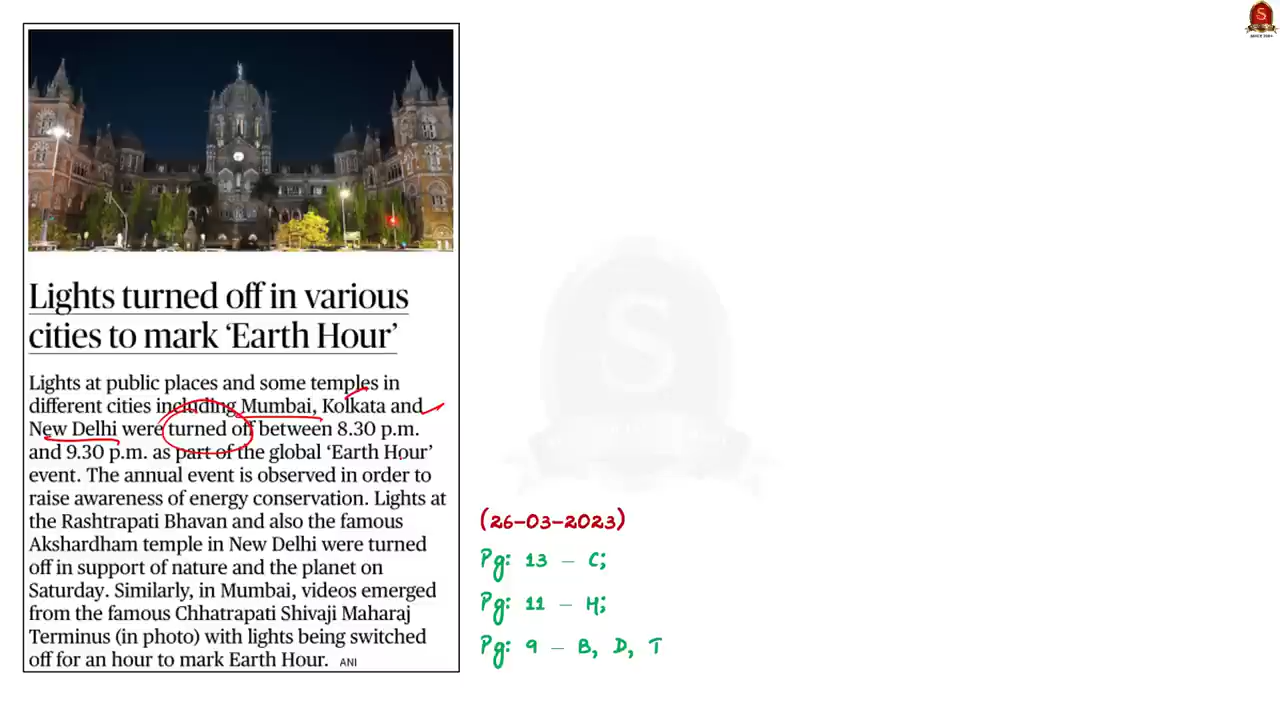 Lights turned off in various
cities to mark ‘Earth Hour’
Lights at public places and some temples in
different cities including Mumbai, Kolkata and
New Delhi were turned off between 8.30 p.m.
and 9.30 p.m. as part of the global ‘Earth Hour’
event. The annual event is observed in order to
raise awareness of energy conservation. Lights at
the Rashtrapati Bhavan and also the famous
Akshardham temple in New Delhi were turned
off in support of nature and the planet on
Saturday. Similarly, in Mumbai, videos emerged
from the famous Chhatrapati Shivaji Maharaj
Terminus (in photo) with lights being switched
off for an hour to mark Earth Hour. ANI
(26-03-2023)
Pg: 13 – C;
Pg: 11 – H;
Pg: 9 – B, D, T
S
S